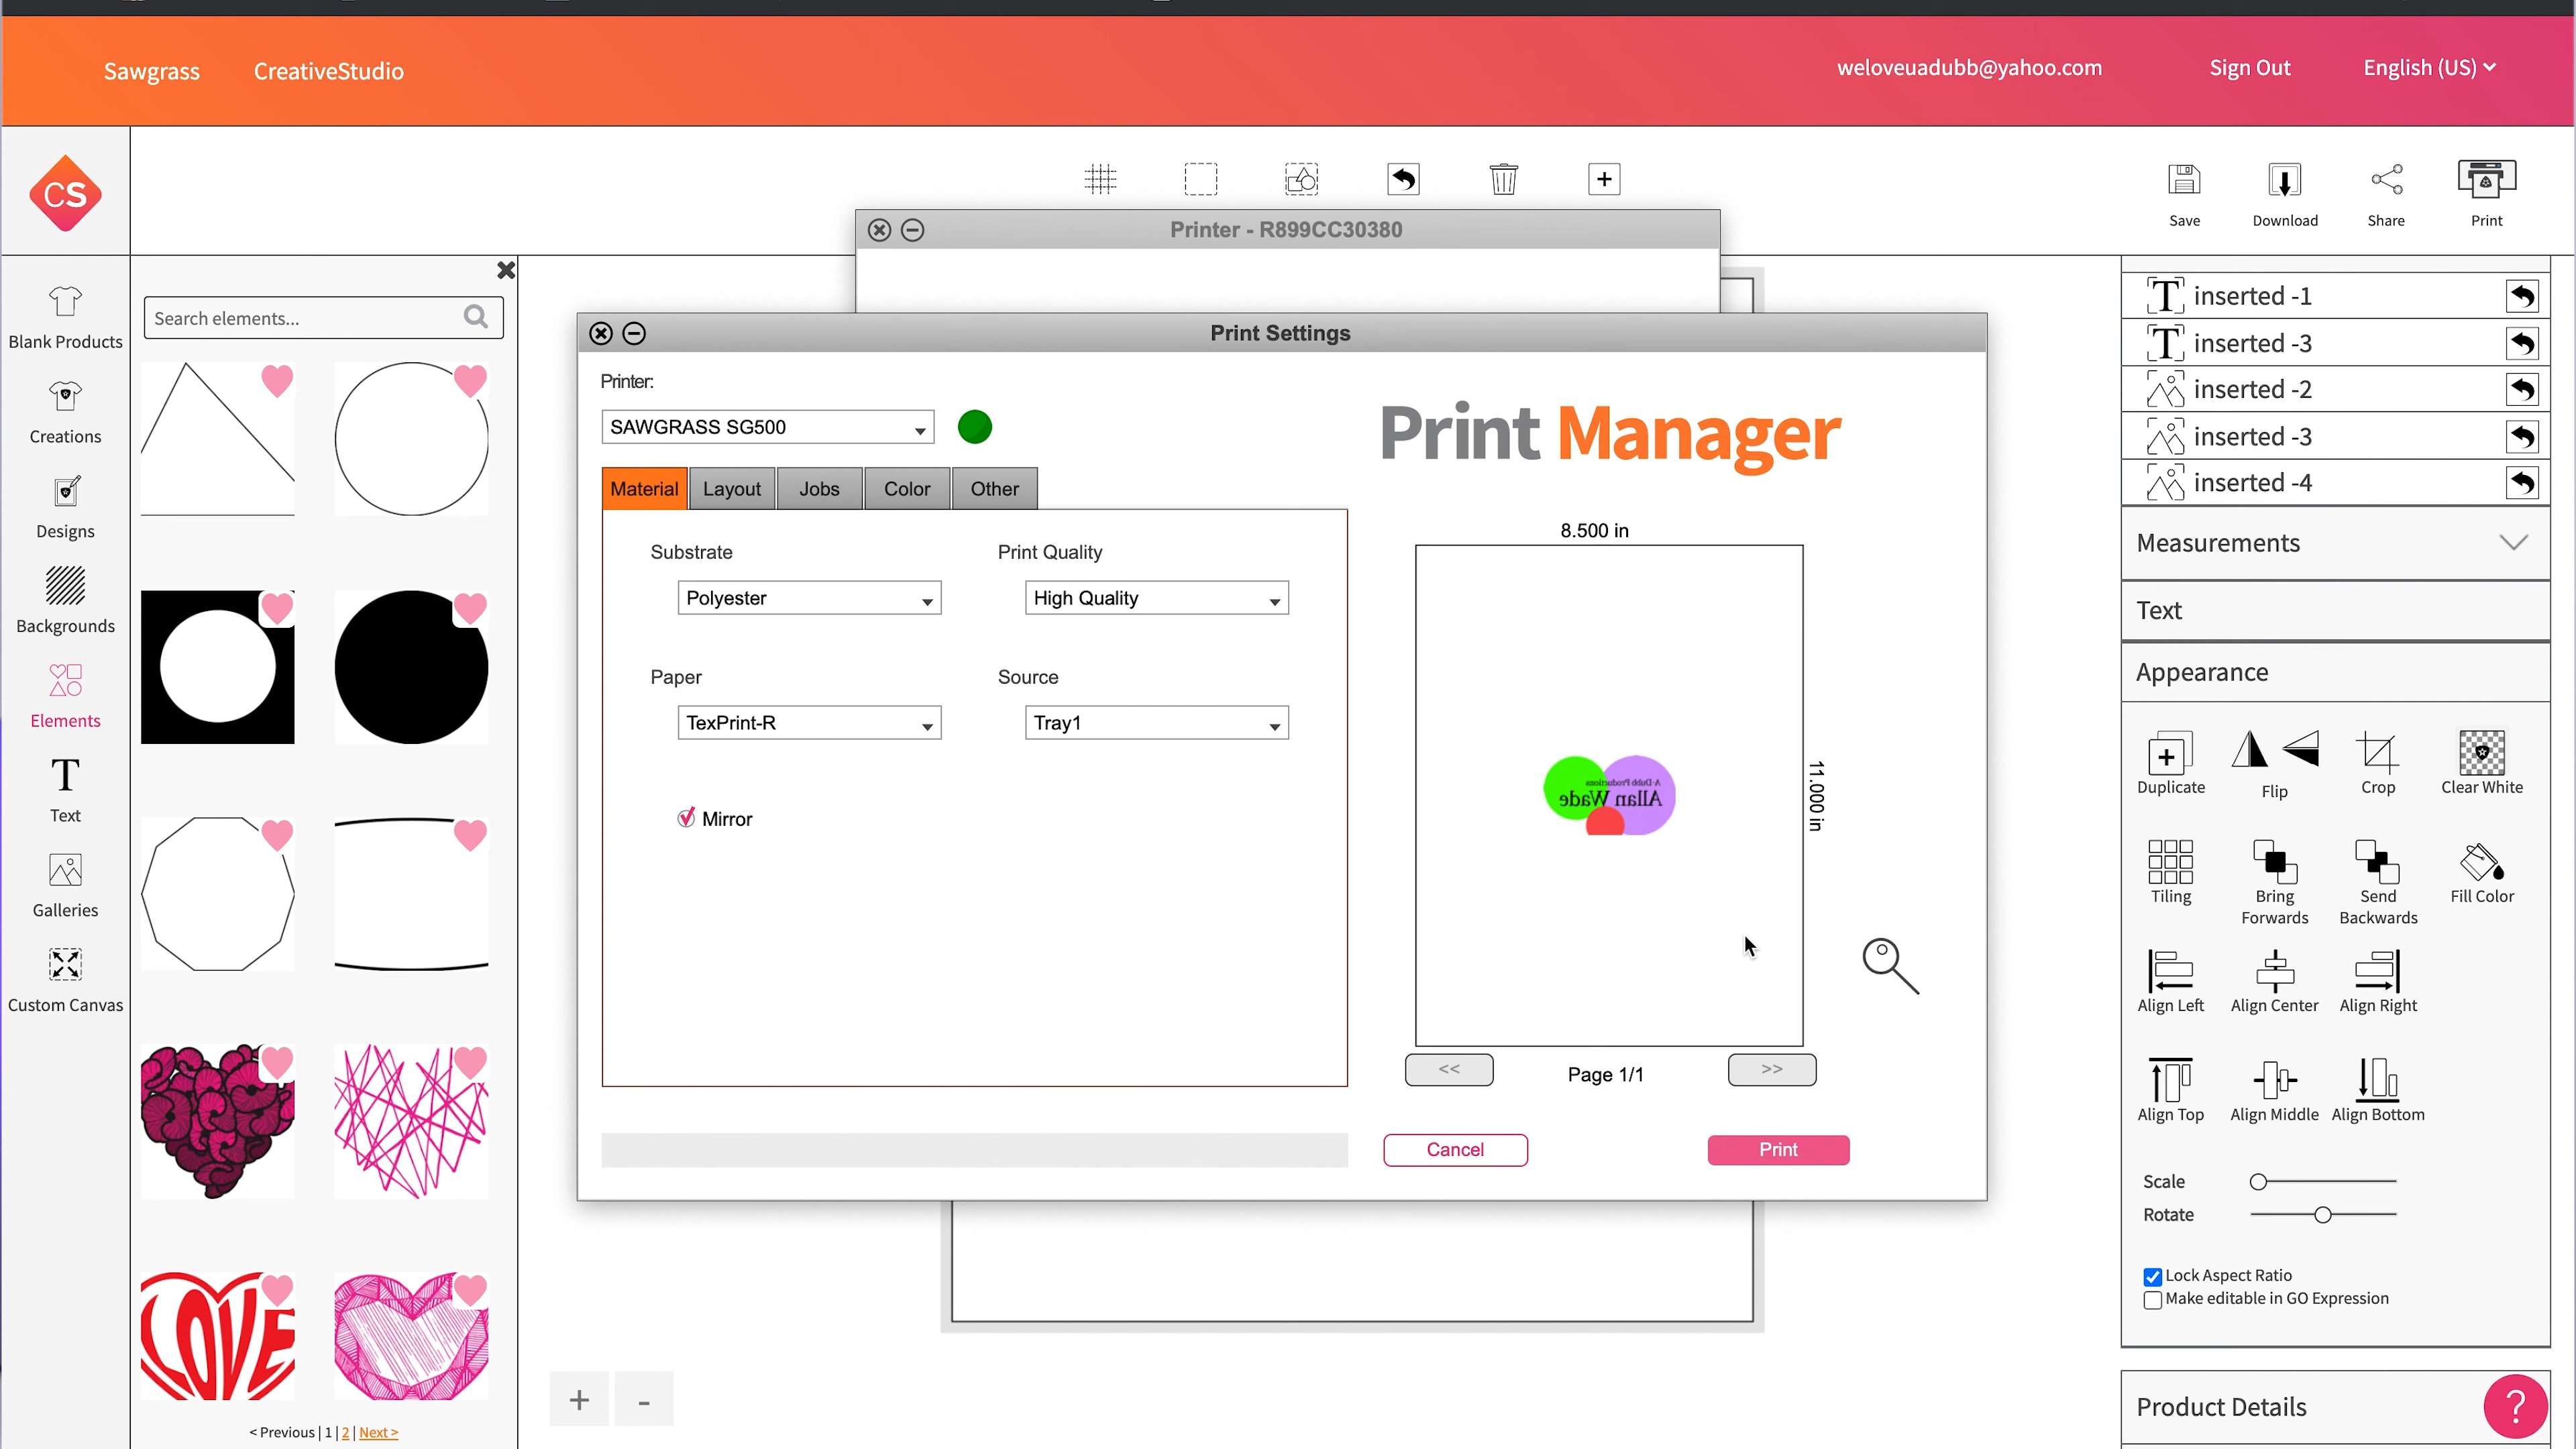 Sawgrass
CreativeStudio
weloveuadubb@yahoo.com
Sign Out
English (US)
CS
Save
Download
Share
Print
Printer - R899CC30380
Print Settings
Blank Products
Creations
Designs
Backgrounds
Elements
T
Text
Galleries
Custom Canvas
Search elements...
LOVE
< Previous | 1 | 2 | Next >
Printer:
SAWGRASS SG500
Print Manager
Material
Layout
Jobs
Color
Other
Substrate
Polyester
Print Quality
High Quality
Paper
TexPrint-R
Source
Tray1
Mirror
8.500 in
11.000 in
A-Dubb Productions
Allan Wade
<<
Page 1/1
>>
Cancel
Print
+
-
T inserted -1
T inserted -3
inserted -2
inserted -3
inserted -4
Measurements
Text
Appearance
Duplicate
Flip
Crop
Clear White
Tiling
Bring Forwards
Send Backwards
Fill Color
Align Left
Align Center
Align Right
Align Top
Align Middle
Align Bottom
Scale
Rotate
Lock Aspect Ratio
Make editable in GO Expression
Product Details
?